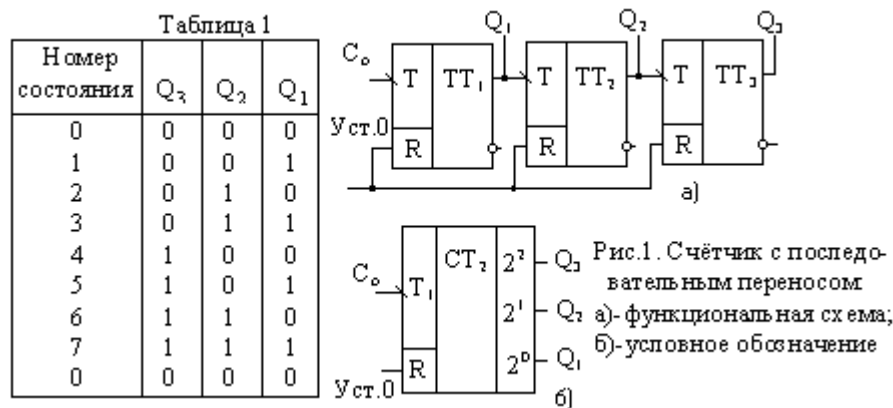 Таблица 1
Номер состояния Q₃ Q₂ Q₁
0 0 0 0
1 0 0 1
2 0 1 0
3 0 1 1
4 1 0 0
5 1 0 1
6 1 1 0
7 1 1 1
0 0 0 0
Q₁ Q₂ Q₃
C₀ T TT₁ T TT₂ T TT₃
Уст.0 R R R
а)
C₀ T₁ CT₂ 2² Q₃
2¹ Q₂
Уст.0 R 2⁰ Q₁
б)
Рис.1. Счётчик с последо-
вательным переносом:
а)-функциональная схема;
б)-условное обозначение